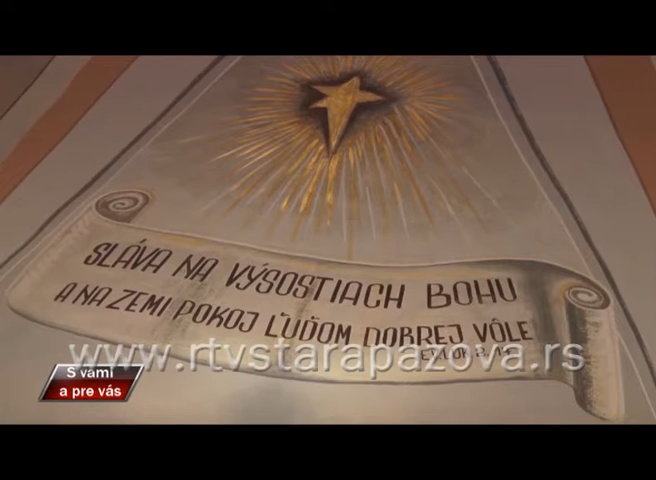 SLÁVA NA VÝSOSTIACH BOHU
A NA ZEMI POKOJ ĽUĎOM DOBREJ VÔLE
www.rtvstarapazova.rs
S vami
a pre vás